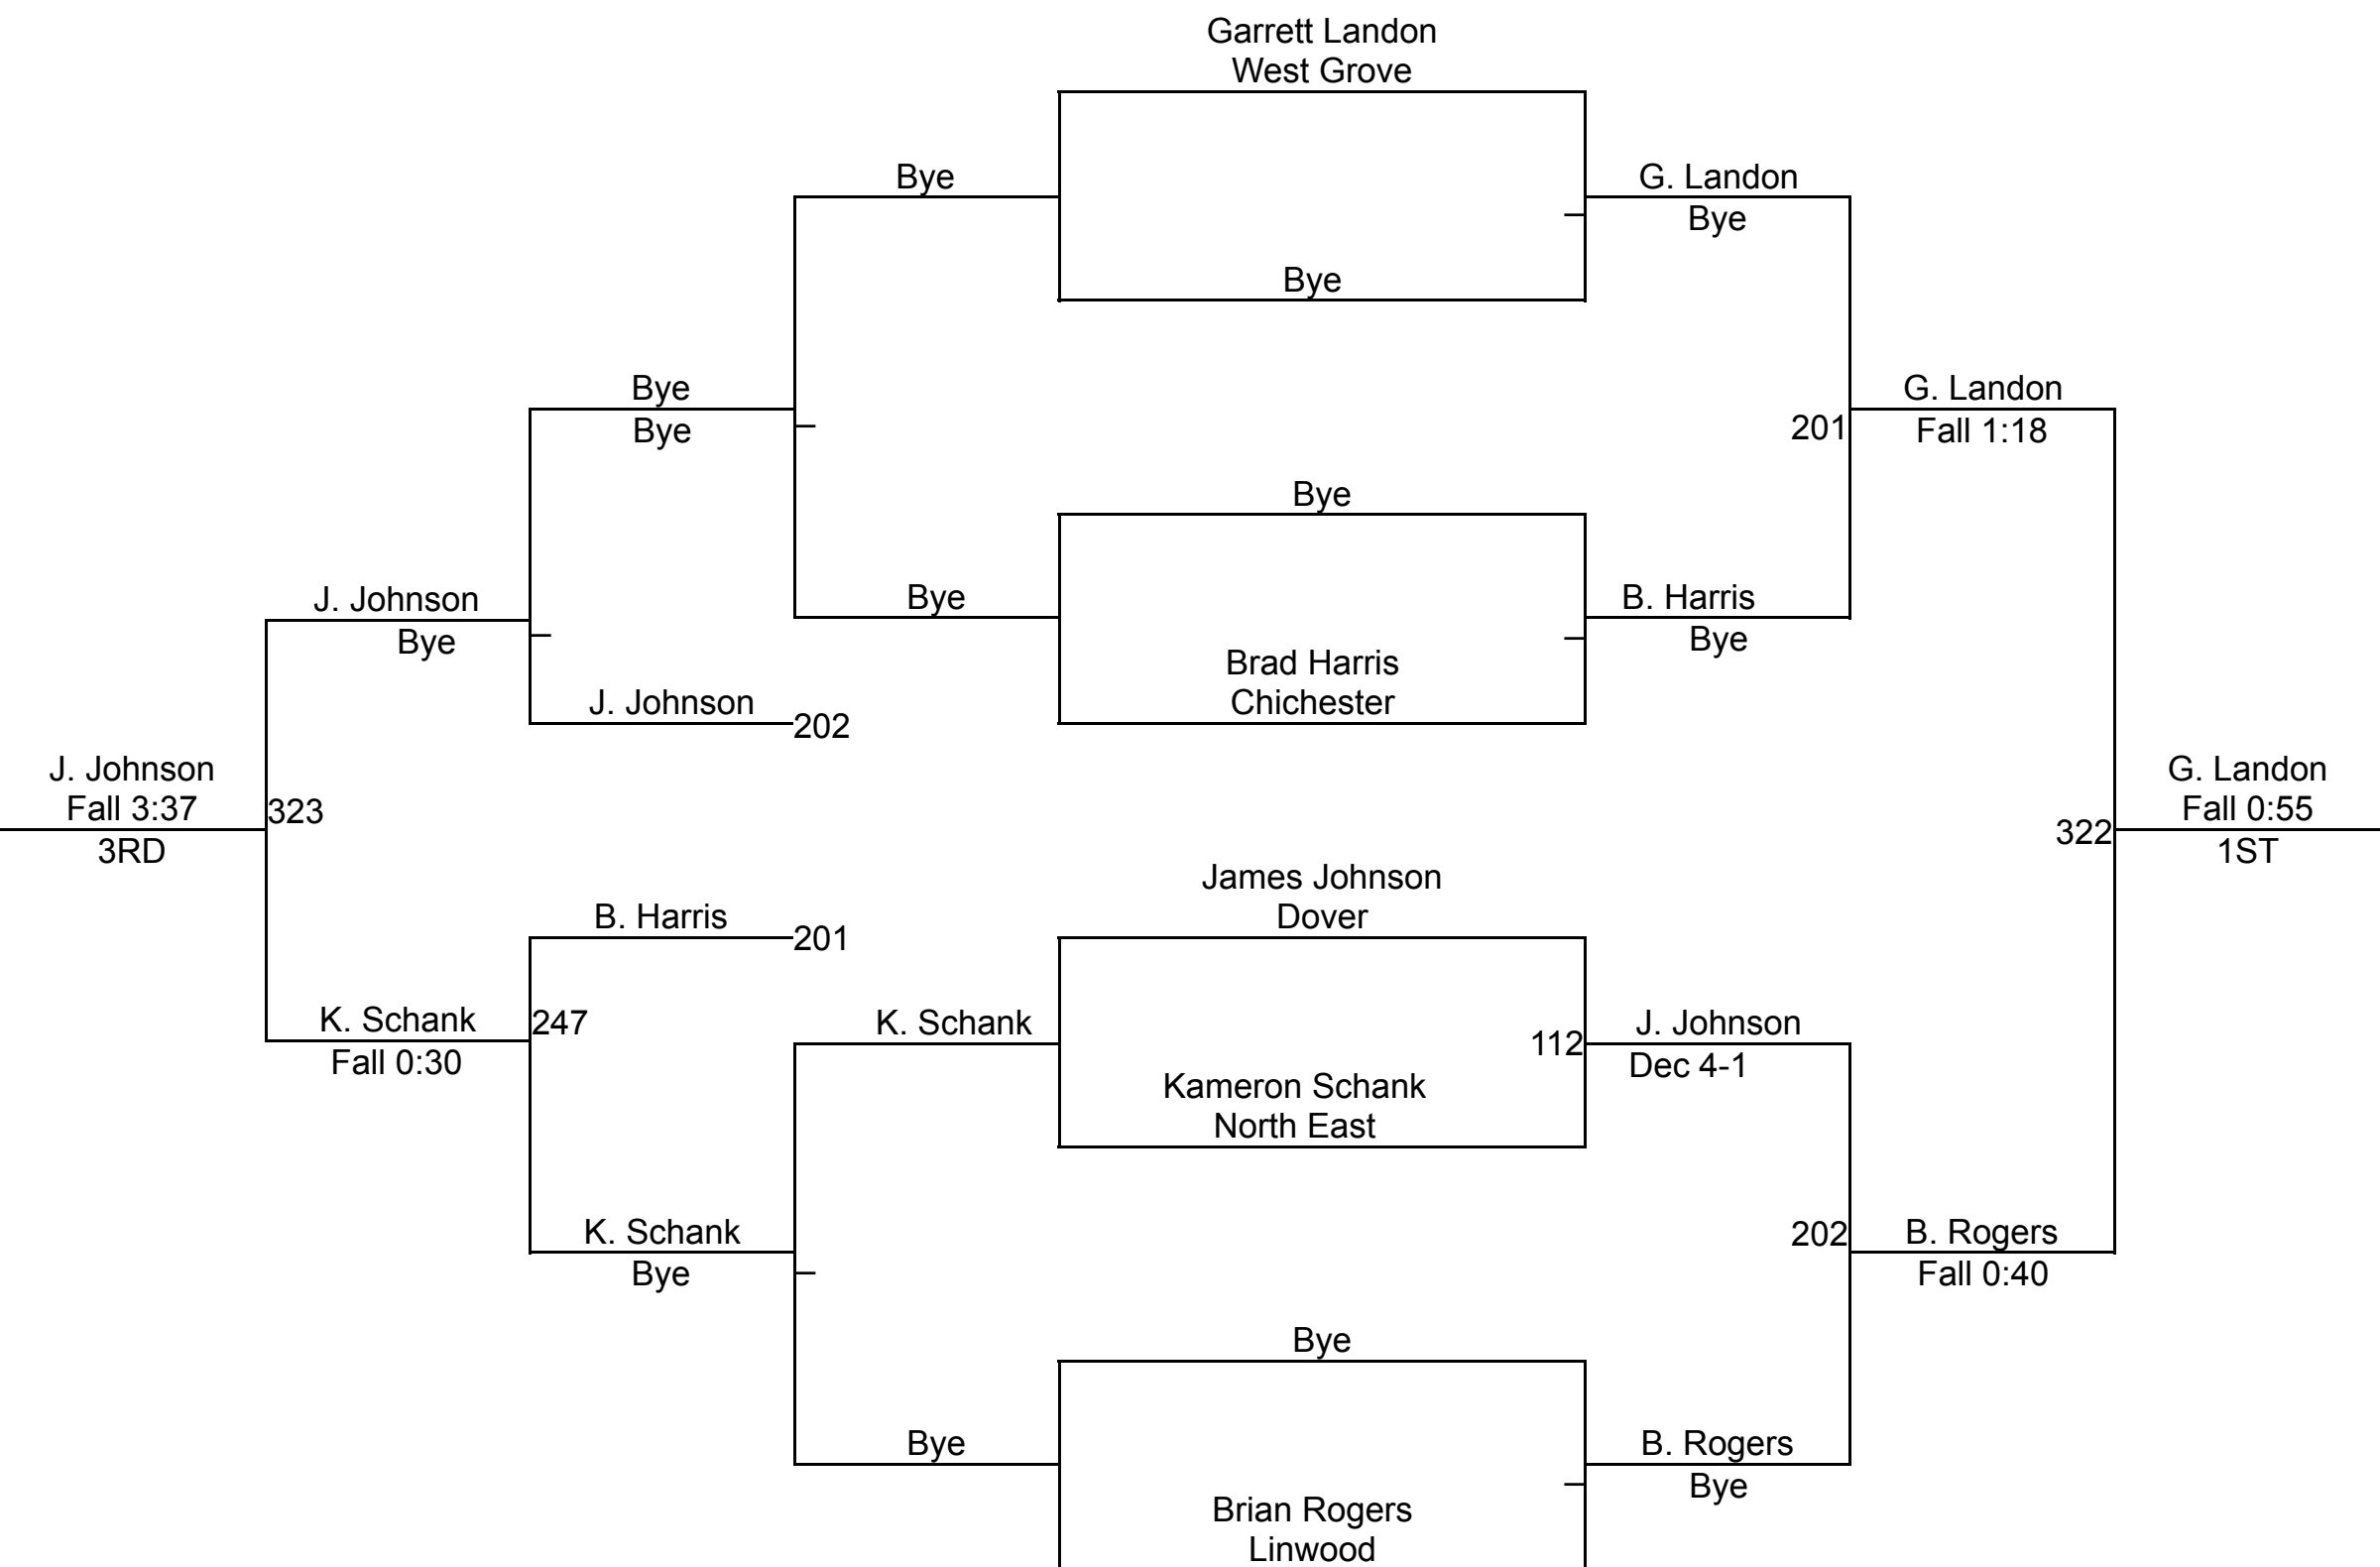 Garrett Landon
West Grove
Bye
G. Landon
Bye
Bye
Bye
Bye
G. Landon
201
Fall 1:18
Bye
J. Johnson
Bye
Bye
B. Harris
Bye
Brad Harris
Chichester
J. Johnson
202
J. Johnson
Fall 3:37
323
3RD
G. Landon
Fall 0:55
322
1ST
James Johnson
Dover
B. Harris
201
K. Schank
247
Fall 0:30
K. Schank
112
J. Johnson
Dec 4-1
Kameron Schank
North East
K. Schank
Bye
202
B. Rogers
Fall 0:40
Bye
Bye
B. Rogers
Bye
Brian Rogers
Linwood